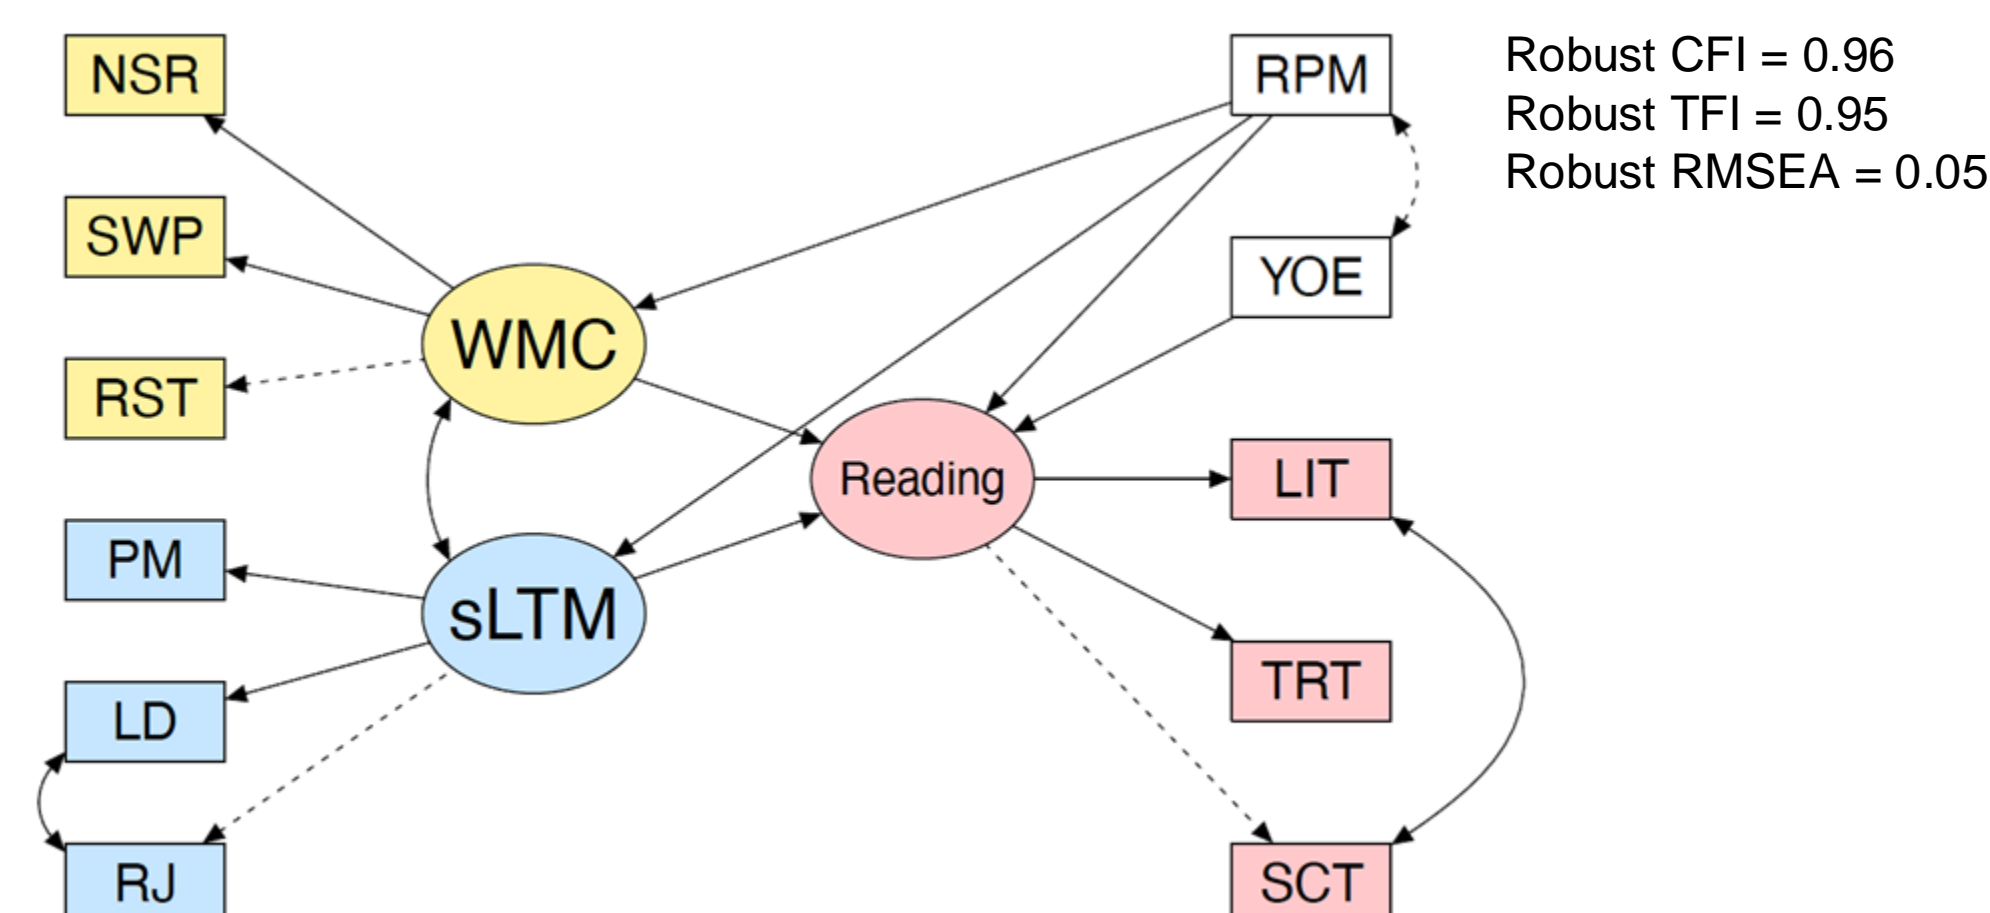 NSR
SWP
RST
PM
LD
RJ
WMC
sLTM
Reading
RPM
YOE
LIT
TRT
SCT
Robust CFI = 0.96
Robust TFI = 0.95
Robust RMSEA = 0.05